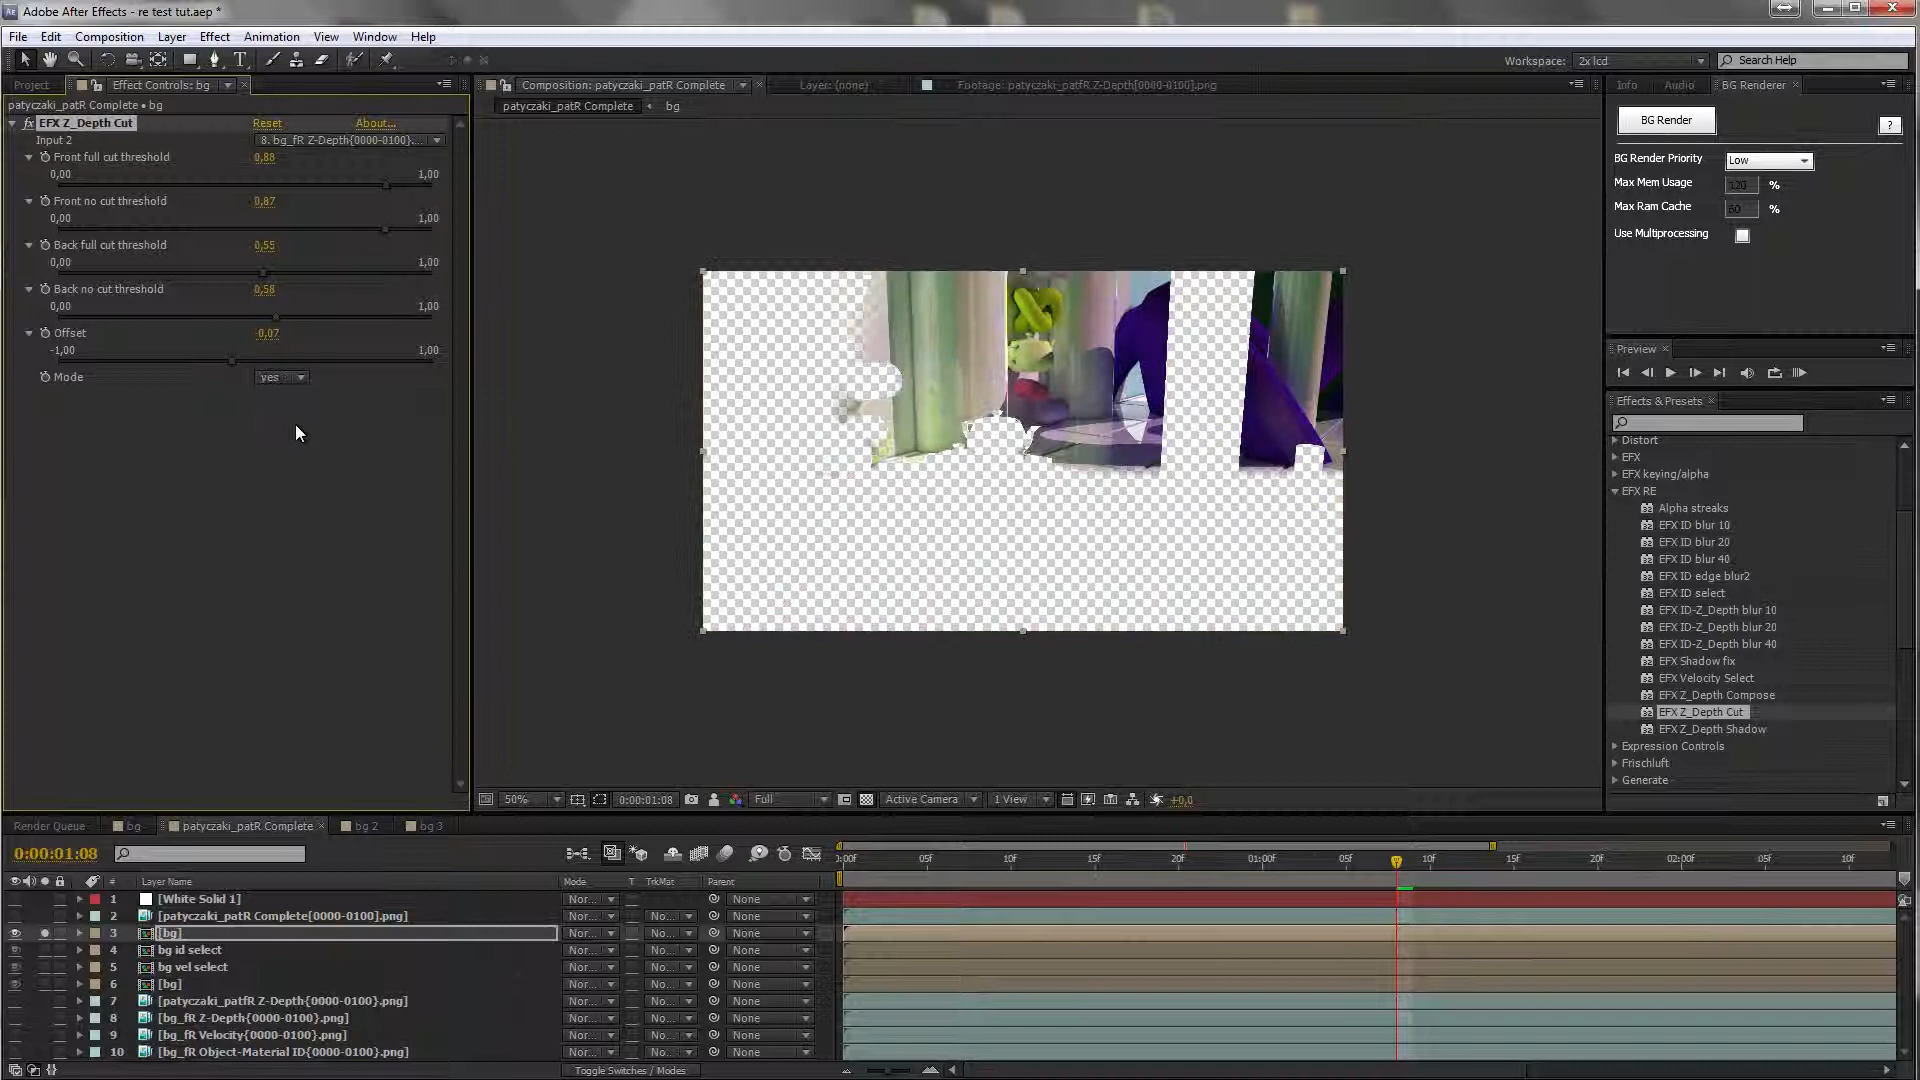 Adobe After Effects - re test tut.aep *
File Edit Composition Layer Effect Animation View Window Help
Workspace: 2x lcd Search Help
Project Effect Controls: bg
Composition: patyczaki_patR Complete Layer: (none) Footage: patyczaki_patfR Z-Depth[0000-0100].png
Info Audio BG Renderer
patyczaki_patR Complete • bg
patyczaki_patR Complete bg
fx EFX Z_Depth Cut Reset About...
Input 2 8. bg_fR Z-Depth{0000-0100}....
Front full cut threshold 0,88
0,00 1,00
Front no cut threshold 0,87
0,00 1,00
Back full cut threshold 0,55
0,00 1,00
Back no cut threshold 0,58
0,00 1,00
Offset -0,07
-1,00 1,00
Mode yes
BG Render ?
BG Render Priority Low
Max Mem Usage 120 %
Max Ram Cache 60 %
Use Multiprocessing
Preview
Effects & Presets
Distort
EFX
EFX keying/alpha
EFX RE
Alpha streaks
EFX ID blur 10
EFX ID blur 20
EFX ID blur 40
EFX ID edge blur2
EFX ID select
EFX ID-Z_Depth blur 10
EFX ID-Z_Depth blur 20
EFX ID-Z_Depth blur 40
EFX Shadow fix
EFX Velocity Select
EFX Z_Depth Compose
EFX Z_Depth Cut
EFX Z_Depth Shadow
Expression Controls
Frischluft
Generate
50% 0:00:01:08 Full Active Camera 1 View +0,0
Render Queue bg patyczaki_patR Complete bg 2 bg 3
0:00:01:08
0:00f 05f 10f 15f 20f 01:00f 05f 10f 15f 20f 02:00f 05f 10f
# Layer Name Mode T TrkMat Parent
1 [White Solid 1] Nor... None
2 [patyczaki_patR Complete[0000-0100].png] Nor... No... None
3 [bg] Nor... No... None
4 bg id select Nor... No... None
5 bg vel select Nor... No... None
6 [bg] Nor... No... None
7 [patyczaki_patfR Z-Depth{0000-0100}.png] Nor... No... None
8 [bg_fR Z-Depth{0000-0100}.png] Nor... No... None
9 [bg_fR Velocity{0000-0100}.png] Nor... No... None
10 [bg_fR Object-Material ID{0000-0100}.png] Nor... No... None
Toggle Switches / Modes